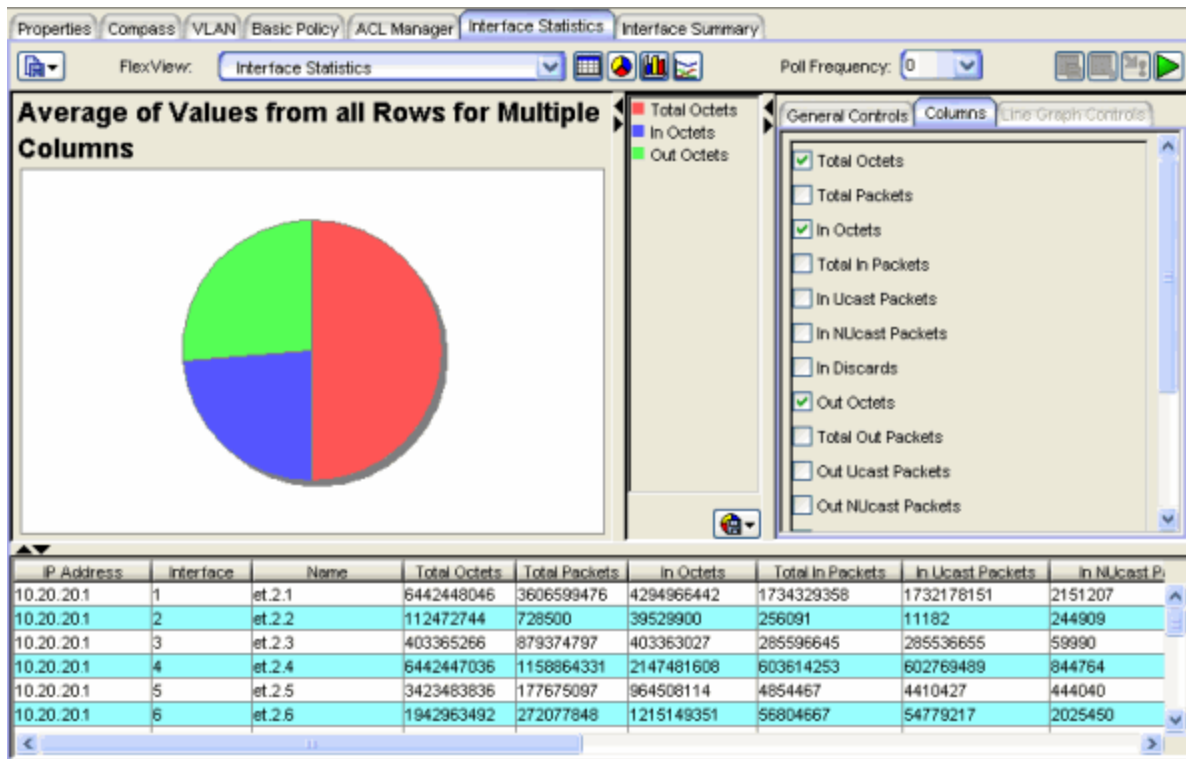 Properties Compass VLAN Basic Policy ACL Manager Interface Statistics Interface Summary
FlexView: Interface Statistics Poll Frequency: 0
Average of Values from all Rows for Multiple
Columns
Total Octets
In Octets
Out Octets
General Controls Columns Line Graph Controls
Total Octets
Total Packets
In Octets
Total In Packets
In Ucast Packets
In NUcast Packets
In Discards
Out Octets
Total Out Packets
Out Ucast Packets
Out NUcast Packets
IP Address Interface Name Total Octets Total Packets In Octets Total In Packets In Ucast Packets In NUcast P
10.20.20.1 1 et.2.1 6442448046 3606599476 4294966442 1734329358 1732178151 2151207
10.20.20.1 2 et.2.2 112472744 728500 39529900 256091 11182 244909
10.20.20.1 3 et.2.3 403365266 879374797 403363027 285596645 285536655 59990
10.20.20.1 4 et.2.4 6442447036 1158864331 2147481608 603614253 602769489 844764
10.20.20.1 5 et.2.5 3423483836 177675097 964508114 4854467 4410427 444040
10.20.20.1 6 et.2.6 1942963492 272077848 1215149351 56804667 54779217 2025450